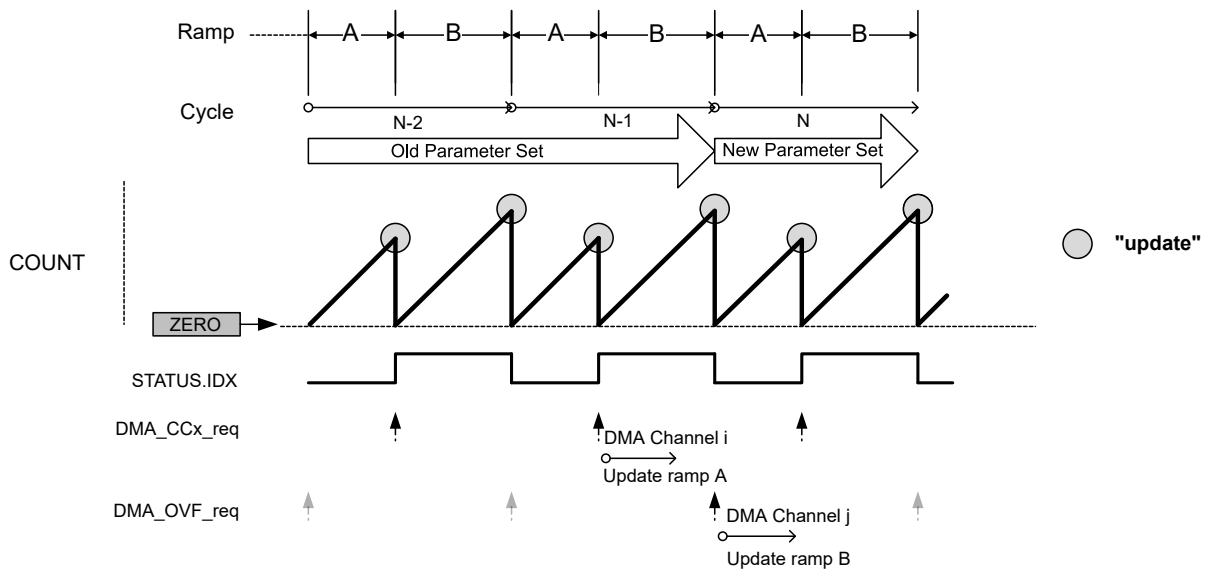 Ramp A B A B A B
Cycle
N-2 N-1 N
Old Parameter Set New Parameter Set
"update"
COUNT
ZERO
STATUS.IDX
DMA_CCx_req
DMA Channel i
Update ramp A
DMA_OVF_req
DMA Channel j
Update ramp B